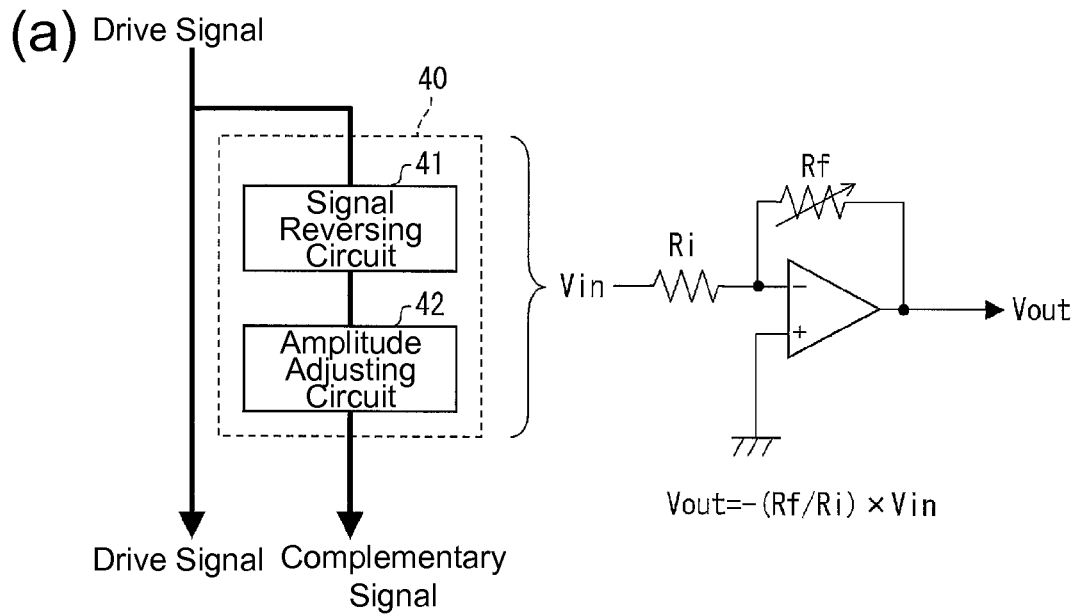 (a)
Drive Signal
40
41
Signal
Reversing
Circuit
42
Amplitude
Adjusting
Circuit
Drive Signal
Complementary
Signal
Rf
Ri
Vin
−
+
Vout
Vout=-(Rf/Ri)×Vin